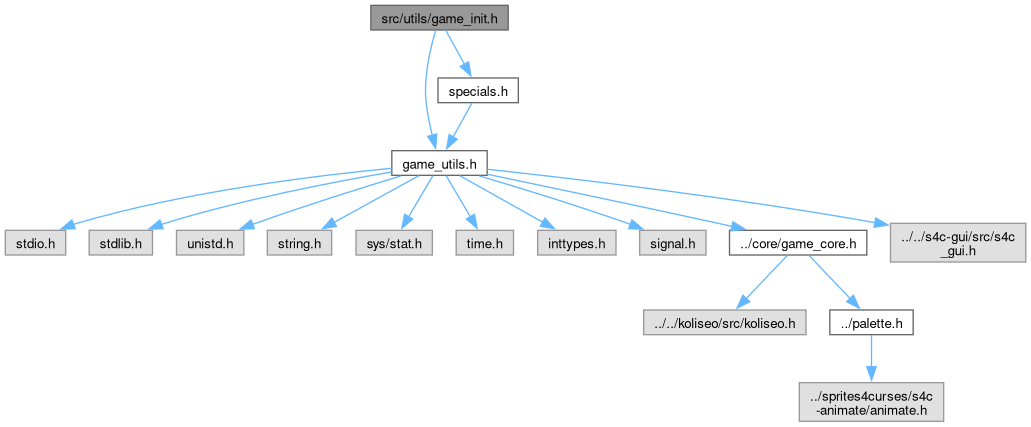 src/utils/game_init.h
specials.h
game_utils.h
stdio.h
stdlib.h
unistd.h
string.h
sys/stat.h
time.h
inttypes.h
signal.h
../core/game_core.h
../../s4c-gui/src/s4c
_gui.h
../../koliseo/src/koliseo.h
../palette.h
../sprites4curses/s4c
-animate/animate.h